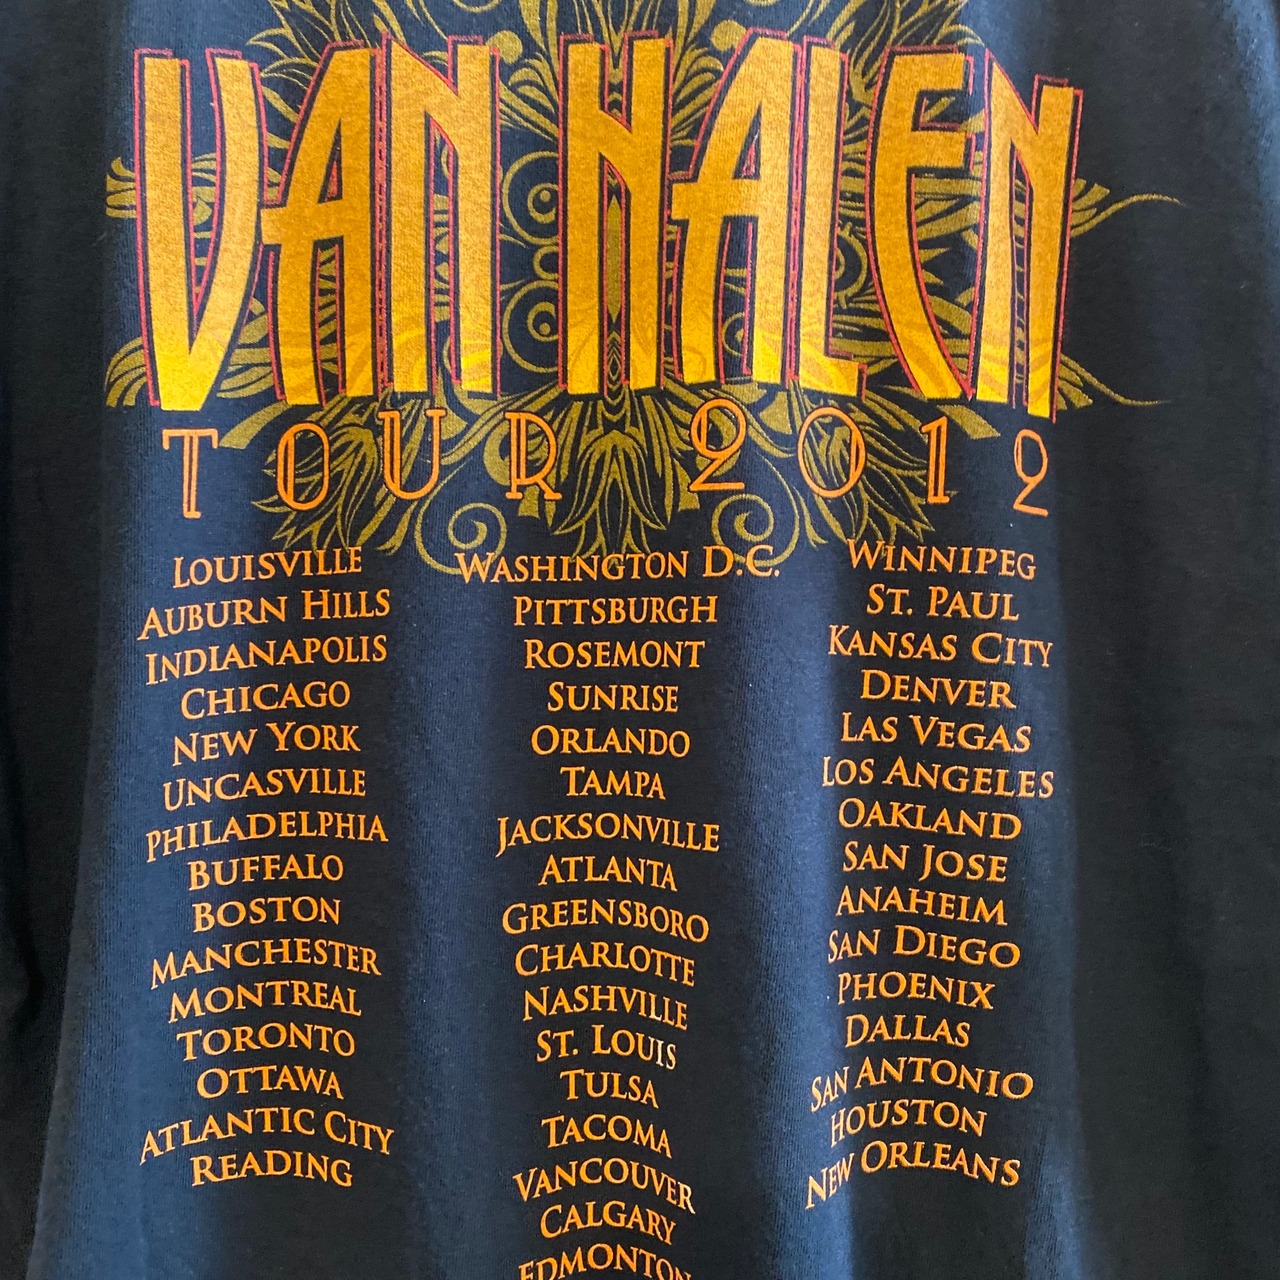 VAN HALEN
TOUR 2012
LOUISVILLE
AUBURN HILLS
INDIANAPOLIS
CHICAGO
NEW YORK
UNCASVILLE
PHILADELPHIA
BUFFALO
BOSTON
MANCHESTER
MONTREAL
TORONTO
OTTAWA
ATLANTIC CITY
READING
WASHINGTON D.C.
PITTSBURGH
ROSEMONT
SUNRISE
ORLANDO
TAMPA
JACKSONVILLE
ATLANTA
GREENSBORO
CHARLOTTE
NASHVILLE
ST. LOUIS
TULSA
TACOMA
VANCOUVER
CALGARY
EDMONTON
WINNIPEG
ST. PAUL
KANSAS CITY
DENVER
LAS VEGAS
LOS ANGELES
OAKLAND
SAN JOSE
ANAHEIM
SAN DIEGO
PHOENIX
DALLAS
SAN ANTONIO
HOUSTON
NEW ORLEANS